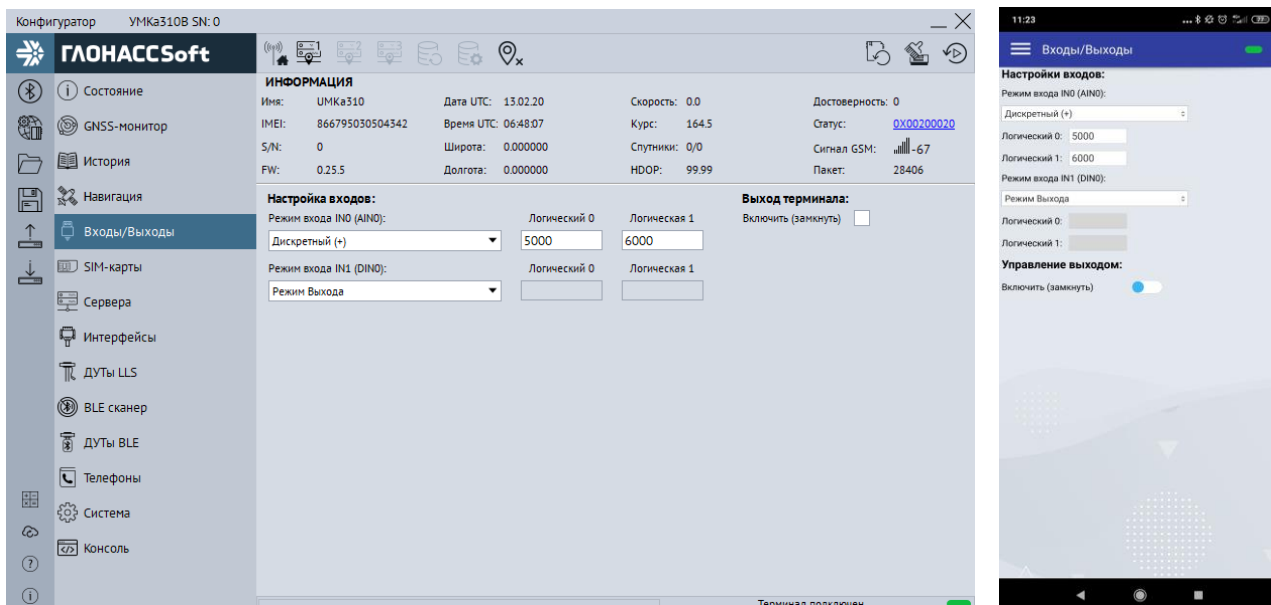 Конфигуратор УМКа310В SN: 0
ГЛОНАССSoft
Состояние
GNSS-монитор
История
Навигация
Входы/Выходы
SIM-карты
Сервера
Интерфейсы
ДУТы LLS
BLE сканер
ДУТы BLE
Телефоны
Система
Консоль
ИНФОРМАЦИЯ
Имя: UMKa310 Дата UTC: 13.02.20 Скорость: 0.0 Достоверность: 0
IMEI: 866795030504342 Время UTC: 06:48:07 Курс: 164.5 Статус: 0X00200020
S/N: 0 Широта: 0.000000 Спутники: 0/0 Сигнал GSM: -67
FW: 0.25.5 Долгота: 0.000000 HDOP: 99.99 Пакет: 28406
Настройка входов: Выход терминала:
Режим входа IN0 (AIN0): Логический 0 Логическая 1 Включить (замкнуть)
Дискретный (+) 5000 6000
Режим входа IN1 (DIN0): Логический 0 Логическая 1
Режим Выхода
Терминал подключен
11:23
Входы/Выходы
Настройки входов:
Режим входа IN0 (AIN0):
Дискретный (+)
Логический 0: 5000
Логический 1: 6000
Режим входа IN1 (DIN0):
Режим Выхода
Логический 0:
Логический 1:
Управление выходом:
Включить (замкнуть)